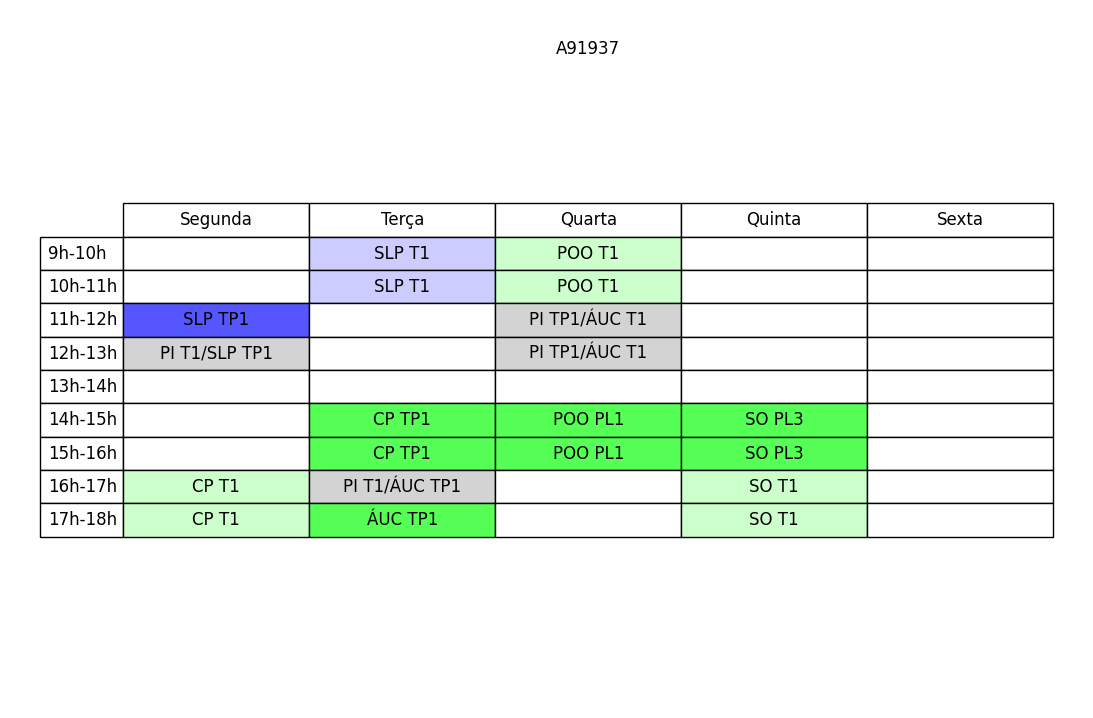 A91937
Segunda Terça Quarta Quinta Sexta
9h-10h SLP T1 POO T1
10h-11h SLP T1 POO T1
11h-12h SLP TP1 PI TP1/ÁUC T1
12h-13h PI T1/SLP TP1 PI TP1/ÁUC T1
13h-14h
14h-15h CP TP1 POO PL1 SO PL3
15h-16h CP TP1 POO PL1 SO PL3
16h-17h CP T1 PI T1/ÁUC TP1 SO T1
17h-18h CP T1 ÁUC TP1 SO T1